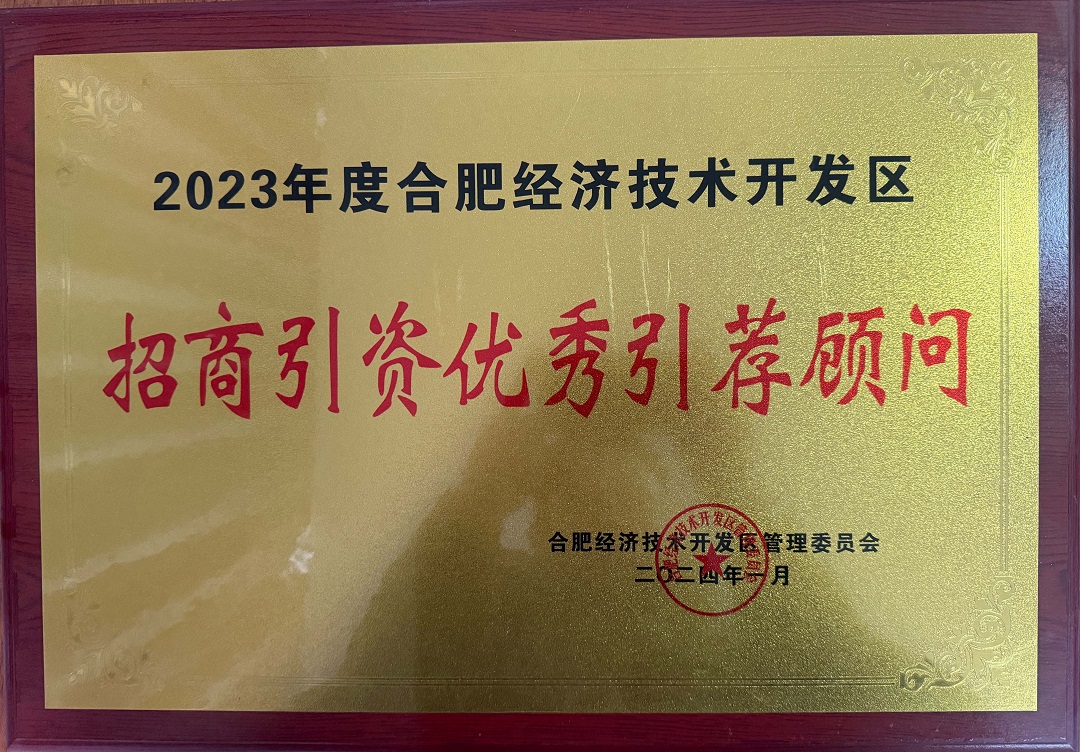 2023年度合肥经济技术开发区
招商引资优秀引荐顾问
合肥经济技术开发区管理委员会
二〇二四年一月